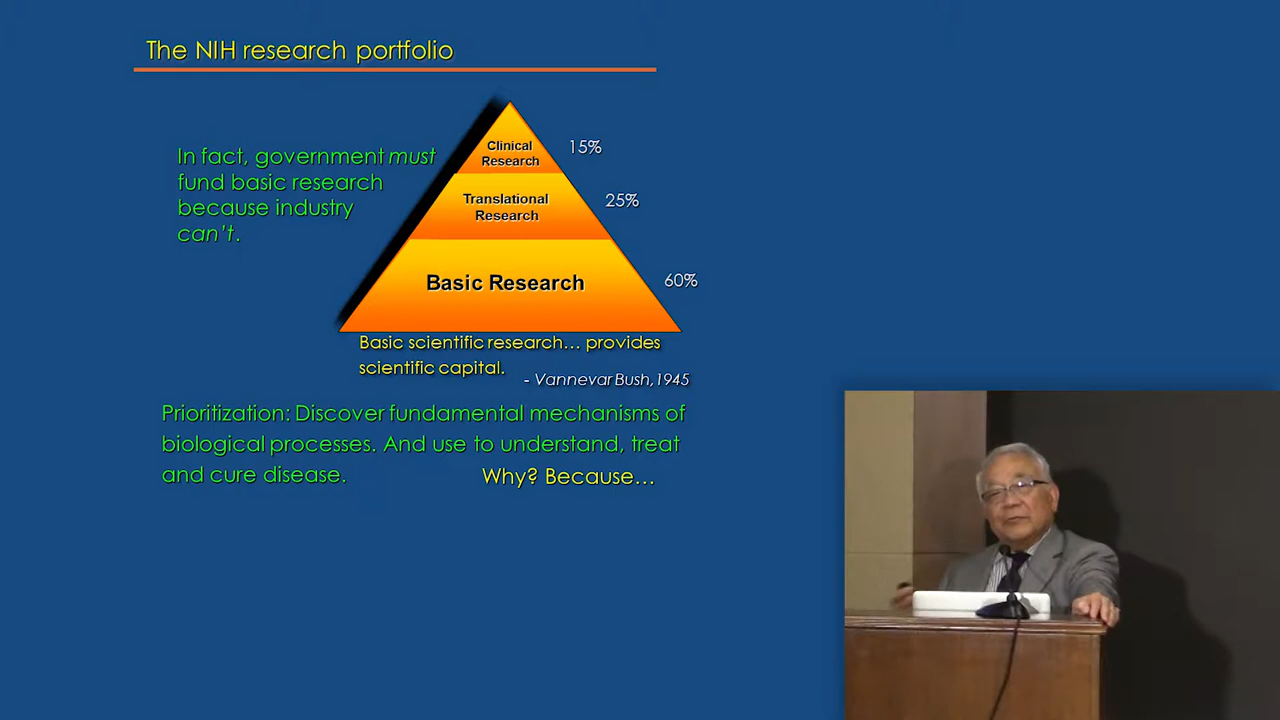 The NIH research portfolio
In fact, government must
fund basic research
because industry
can't.
Clinical
Research
15%
Translational
Research
25%
Basic Research
60%
Basic scientific research... provides
scientific capital.
- Vannevar Bush, 1945
Prioritization: Discover fundamental mechanisms of
biological processes. And use to understand, treat
and cure disease.
Why? Because...